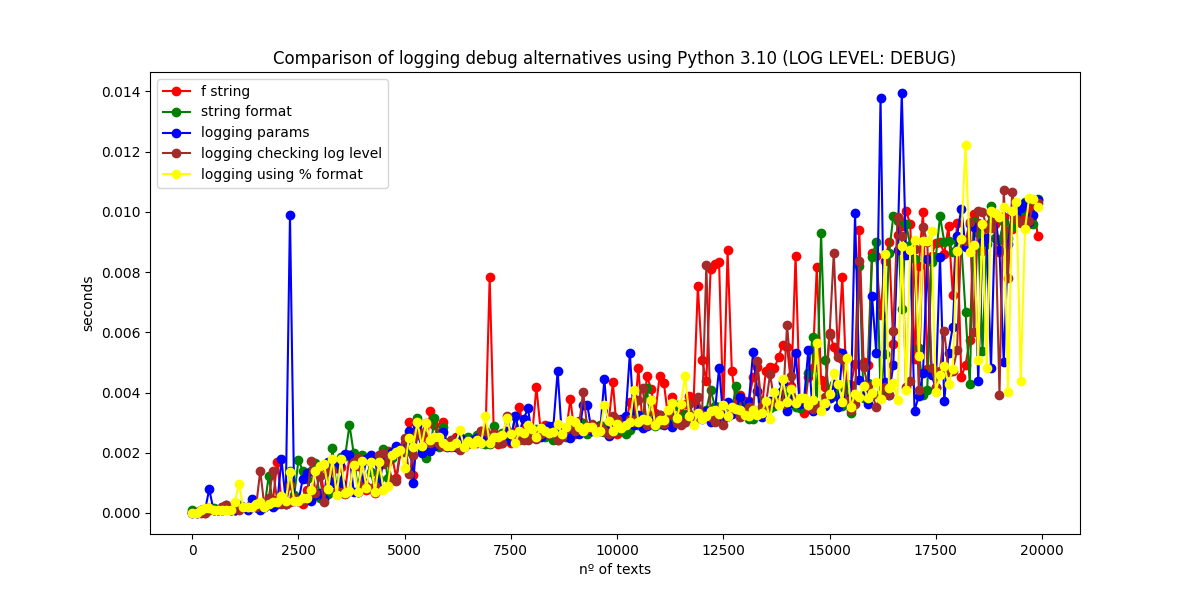 Comparison of logging debug alternatives using Python 3.10 (LOG LEVEL: DEBUG)
f string
string format
logging params
logging checking log level
logging using % format
seconds
0.014
0.012
0.010
0.008
0.006
0.004
0.002
0.000
0 2500 5000 7500 10000 12500 15000 17500 20000
nº of texts